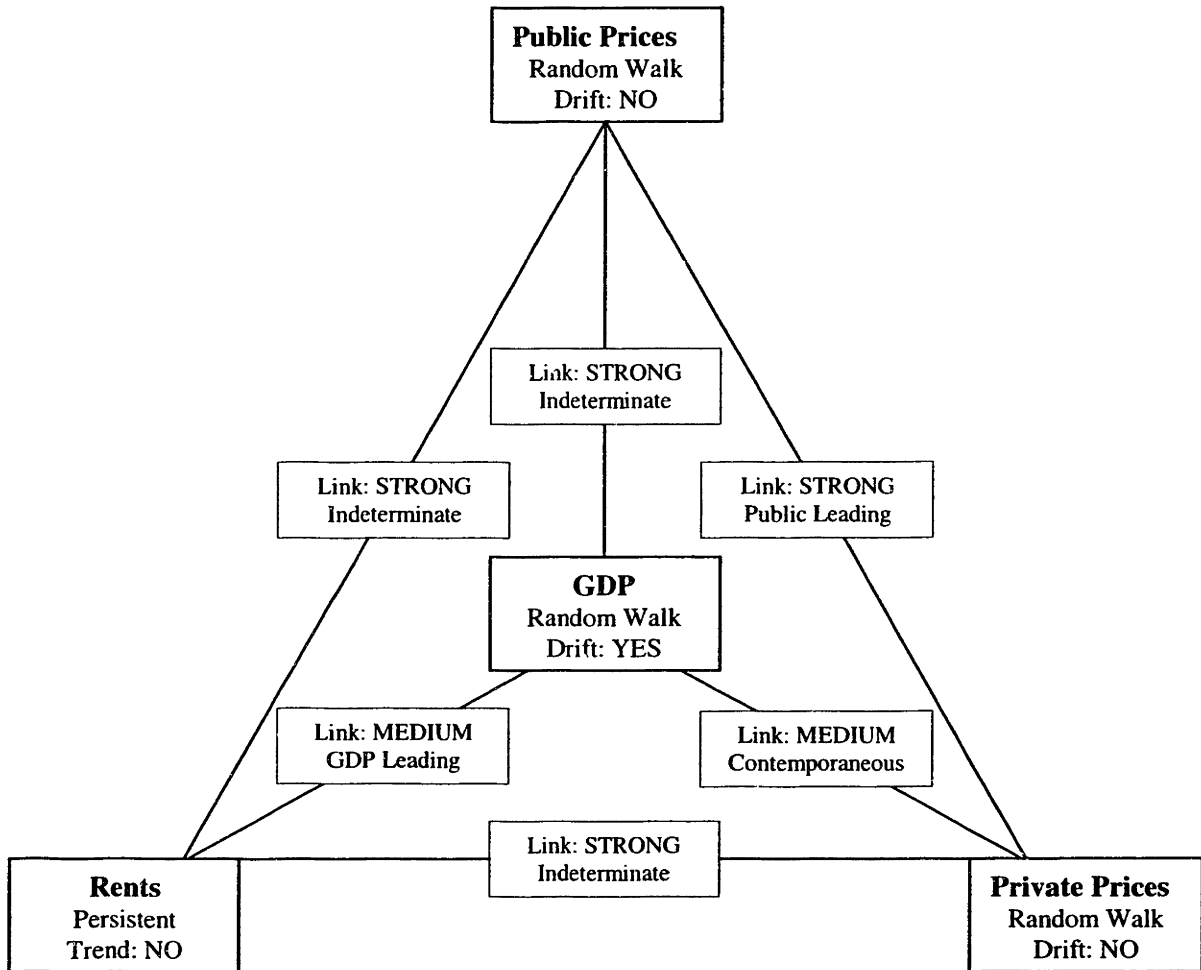 Public Prices
Random Walk
Drift: NO
Link: STRONG
Indeterminate
Link: STRONG
Indeterminate
Link: STRONG
Public Leading
GDP
Random Walk
Drift: YES
Link: MEDIUM
GDP Leading
Link: MEDIUM
Contemporaneous
Link: STRONG
Indeterminate
Rents
Persistent
Trend: NO
Private Prices
Random Walk
Drift: NO